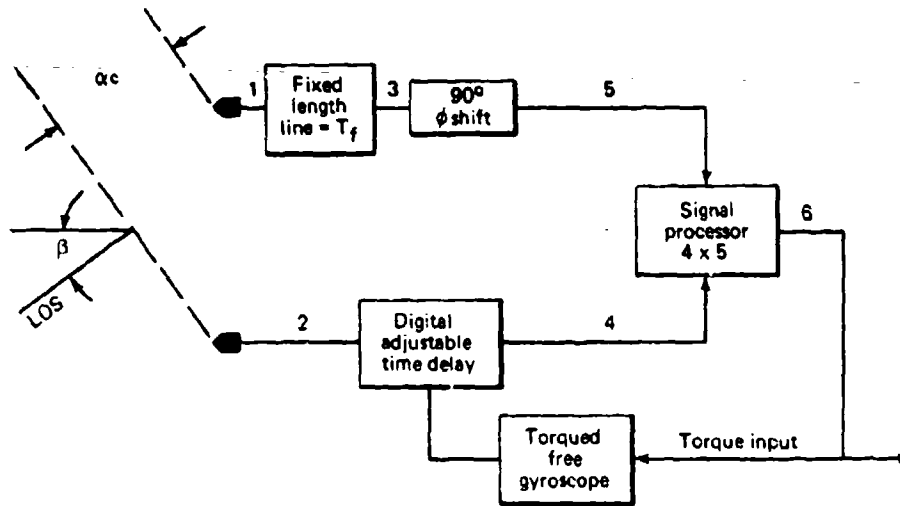 αc
1
Fixed
length
line = T_f
3
90°
ϕ shift
5
Signal
processor
4 x 5
6
β
LOS
2
Digital
adjustable
time delay
4
Torqued
free
gyroscope
Torque input